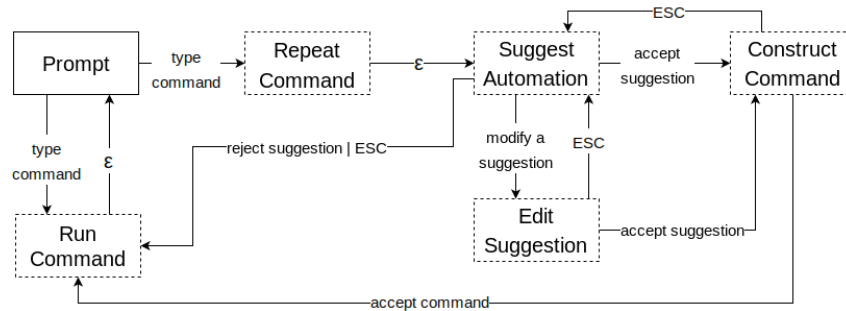 ESC
Prompt
type
command
Repeat
Command
ε
Suggest
Automation
accept
suggestion
Construct
Command
type
command
ε
reject suggestion | ESC
modify a
suggestion
ESC
Run
Command
Edit
Suggestion
accept suggestion
accept command